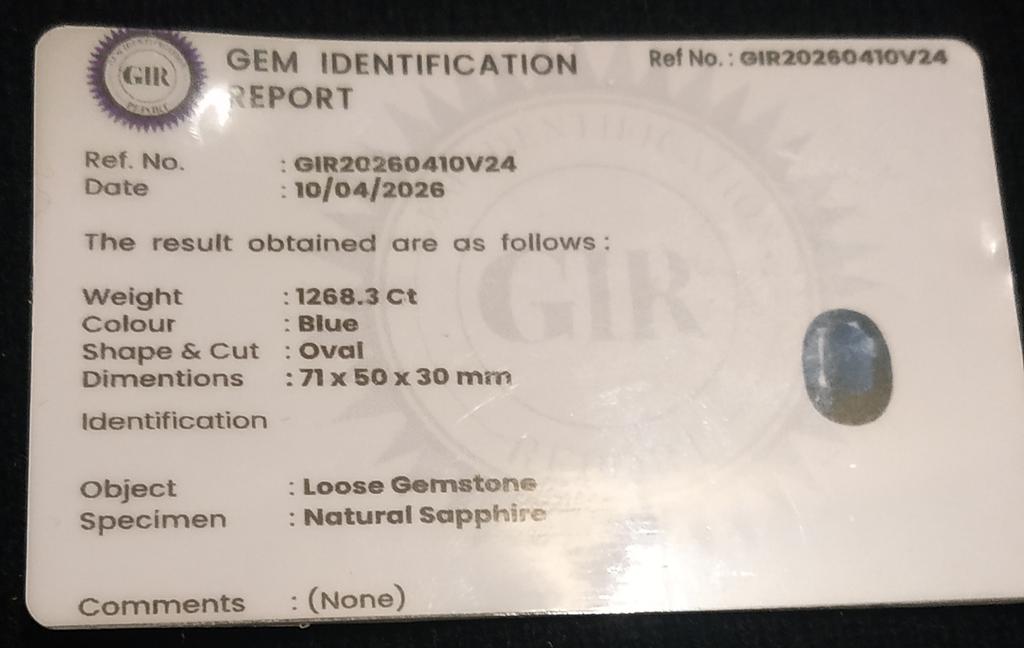 GIR
GEM IDENTIFICATION
REPORT
Ref No. : GIR20260410V24
Ref. No. : GIR20260410V24
Date : 10/04/2026
The result obtained are as follows :
Weight : 1268.3 Ct
Colour : Blue
Shape & Cut : Oval
Dimentions : 71 x 50 x 30 mm
Identification
Object : Loose Gemstone
Specimen : Natural Sapphire
Comments : (None)
GIR